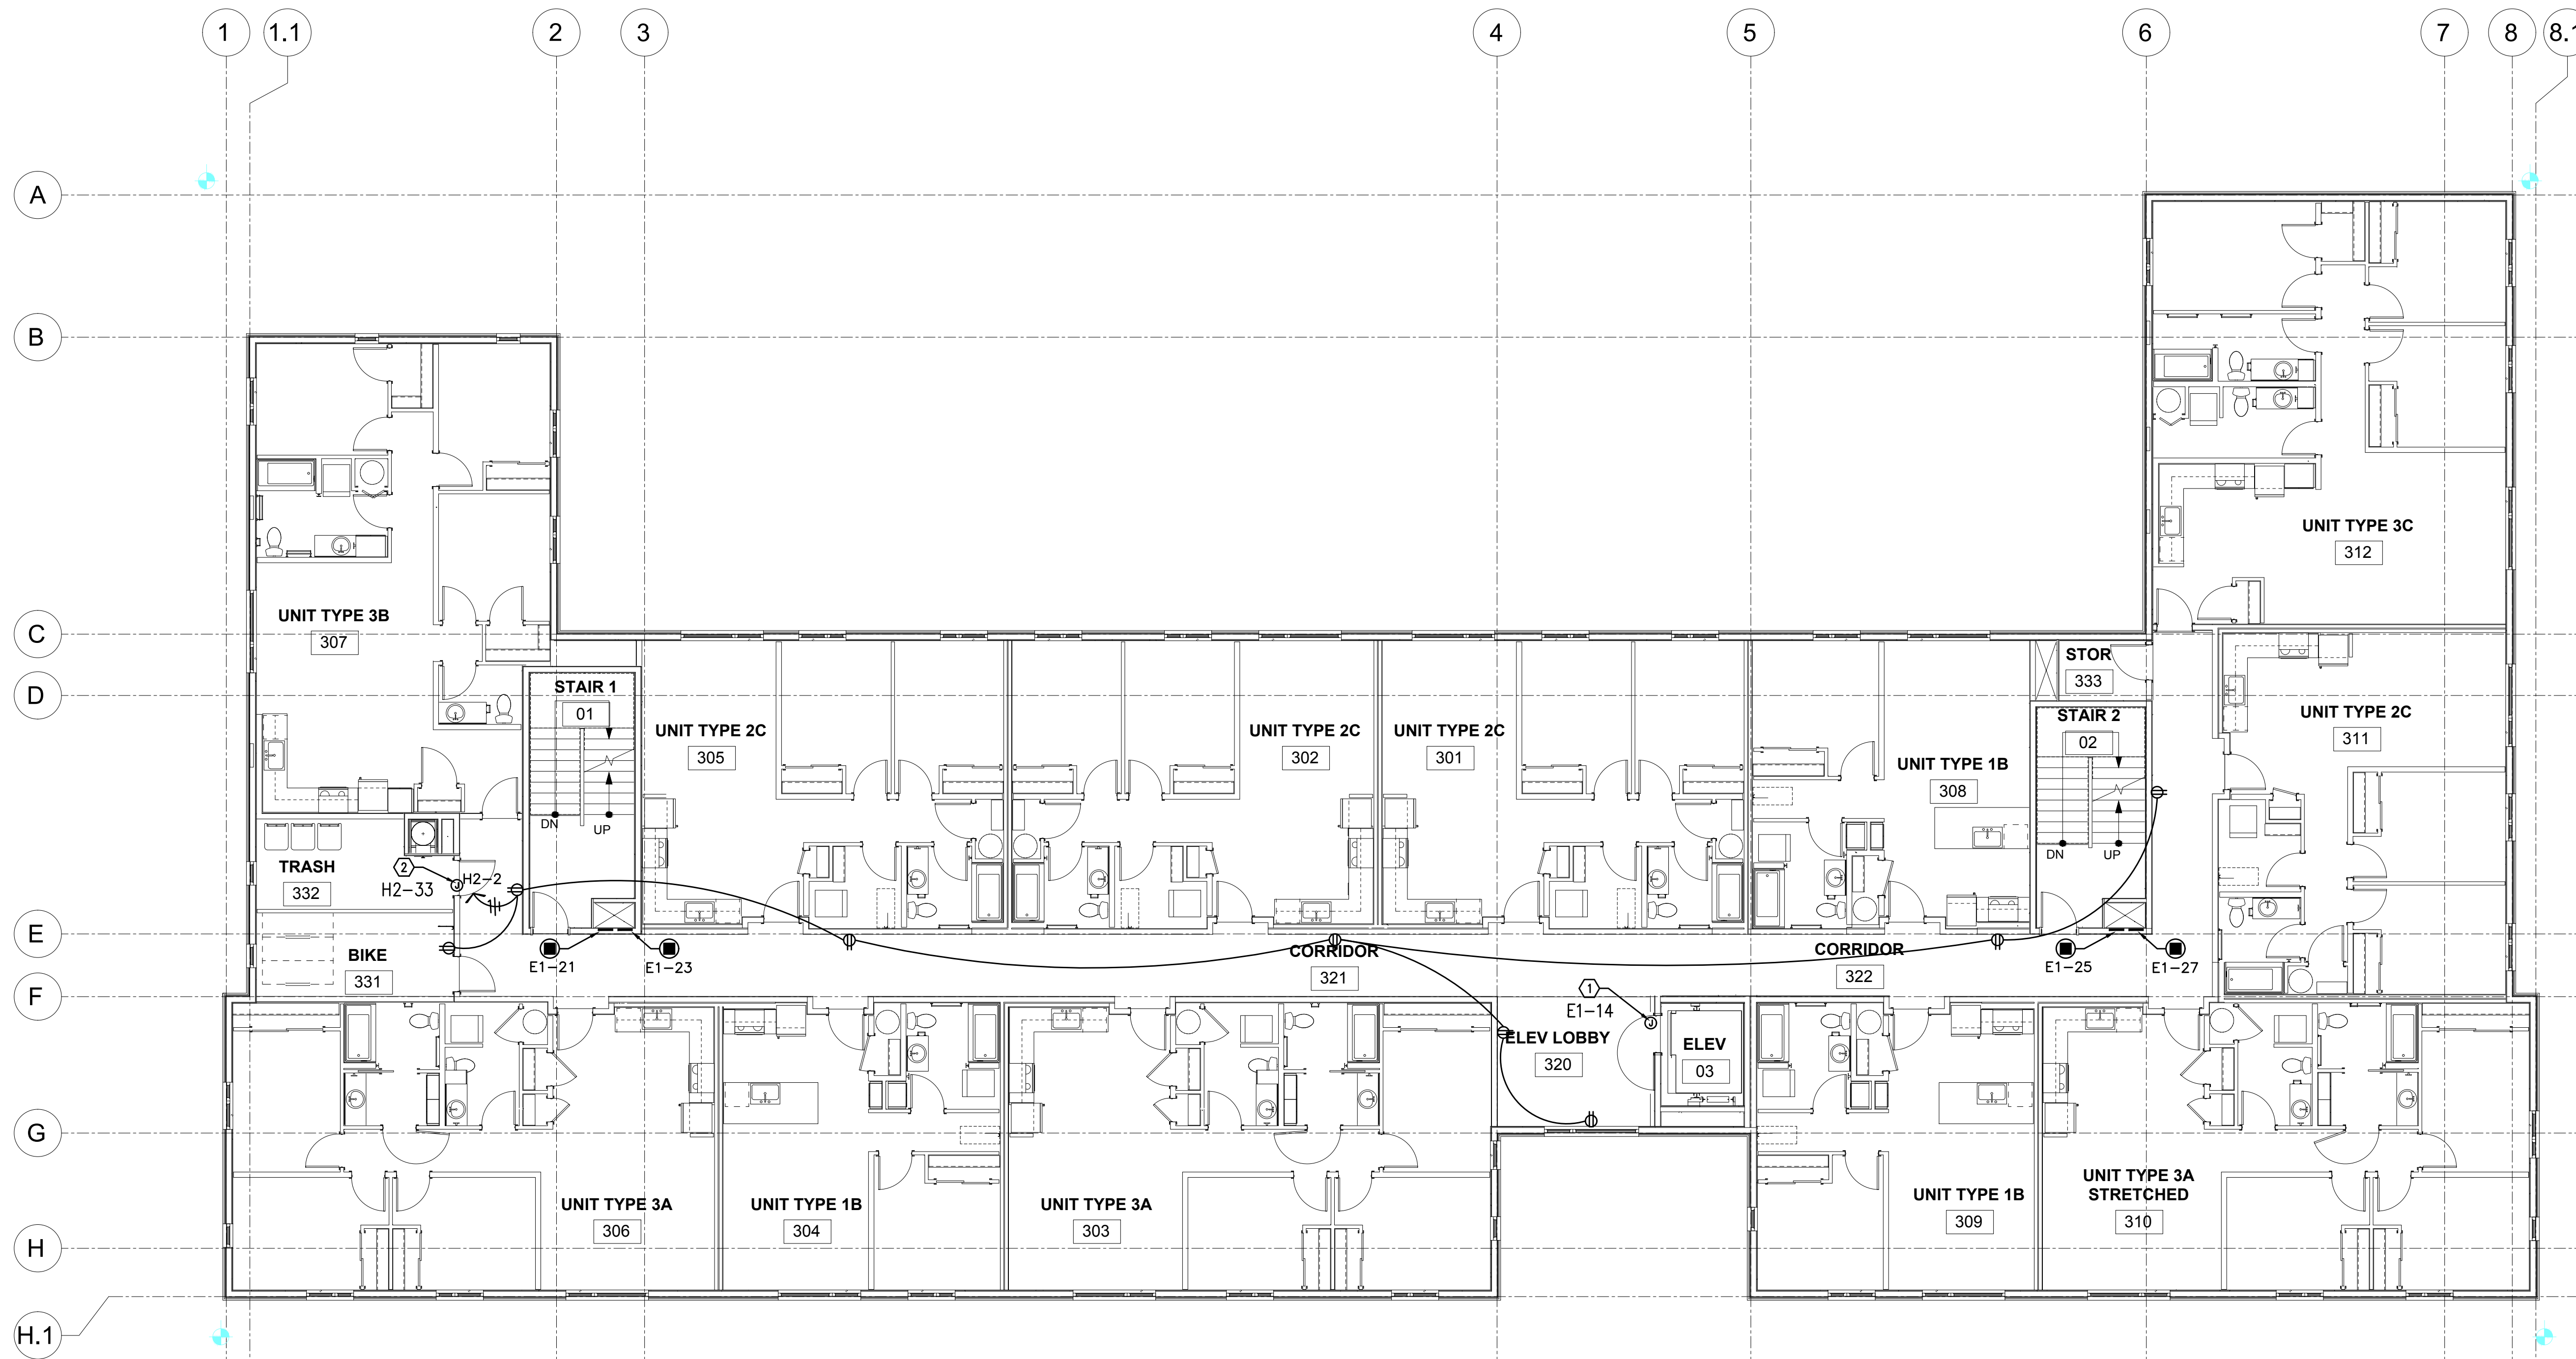 1
1.1
2
3
4
5
6
7
8
A
B
C
D
E
F
G
H
H.1
UNIT TYPE 3C
312
UNIT TYPE 3B
307
STOR
333
STAIR 1
01
STAIR 2
02
UNIT TYPE 2C
305
UNIT TYPE 2C
302
UNIT TYPE 2C
301
UNIT TYPE 1B
308
UNIT TYPE 2C
311
DN
UP
DN
UP
TRASH
332
2
H2-33
J
H2-2
BIKE
331
E1-21
E1-23
CORRIDOR
321
CORRIDOR
322
E1-25
E1-27
1
E1-14
J
ELEV LOBBY
320
ELEV
03
UNIT TYPE 3A
306
UNIT TYPE 1B
304
UNIT TYPE 3A
303
UNIT TYPE 1B
309
UNIT TYPE 3A
STRETCHED
310